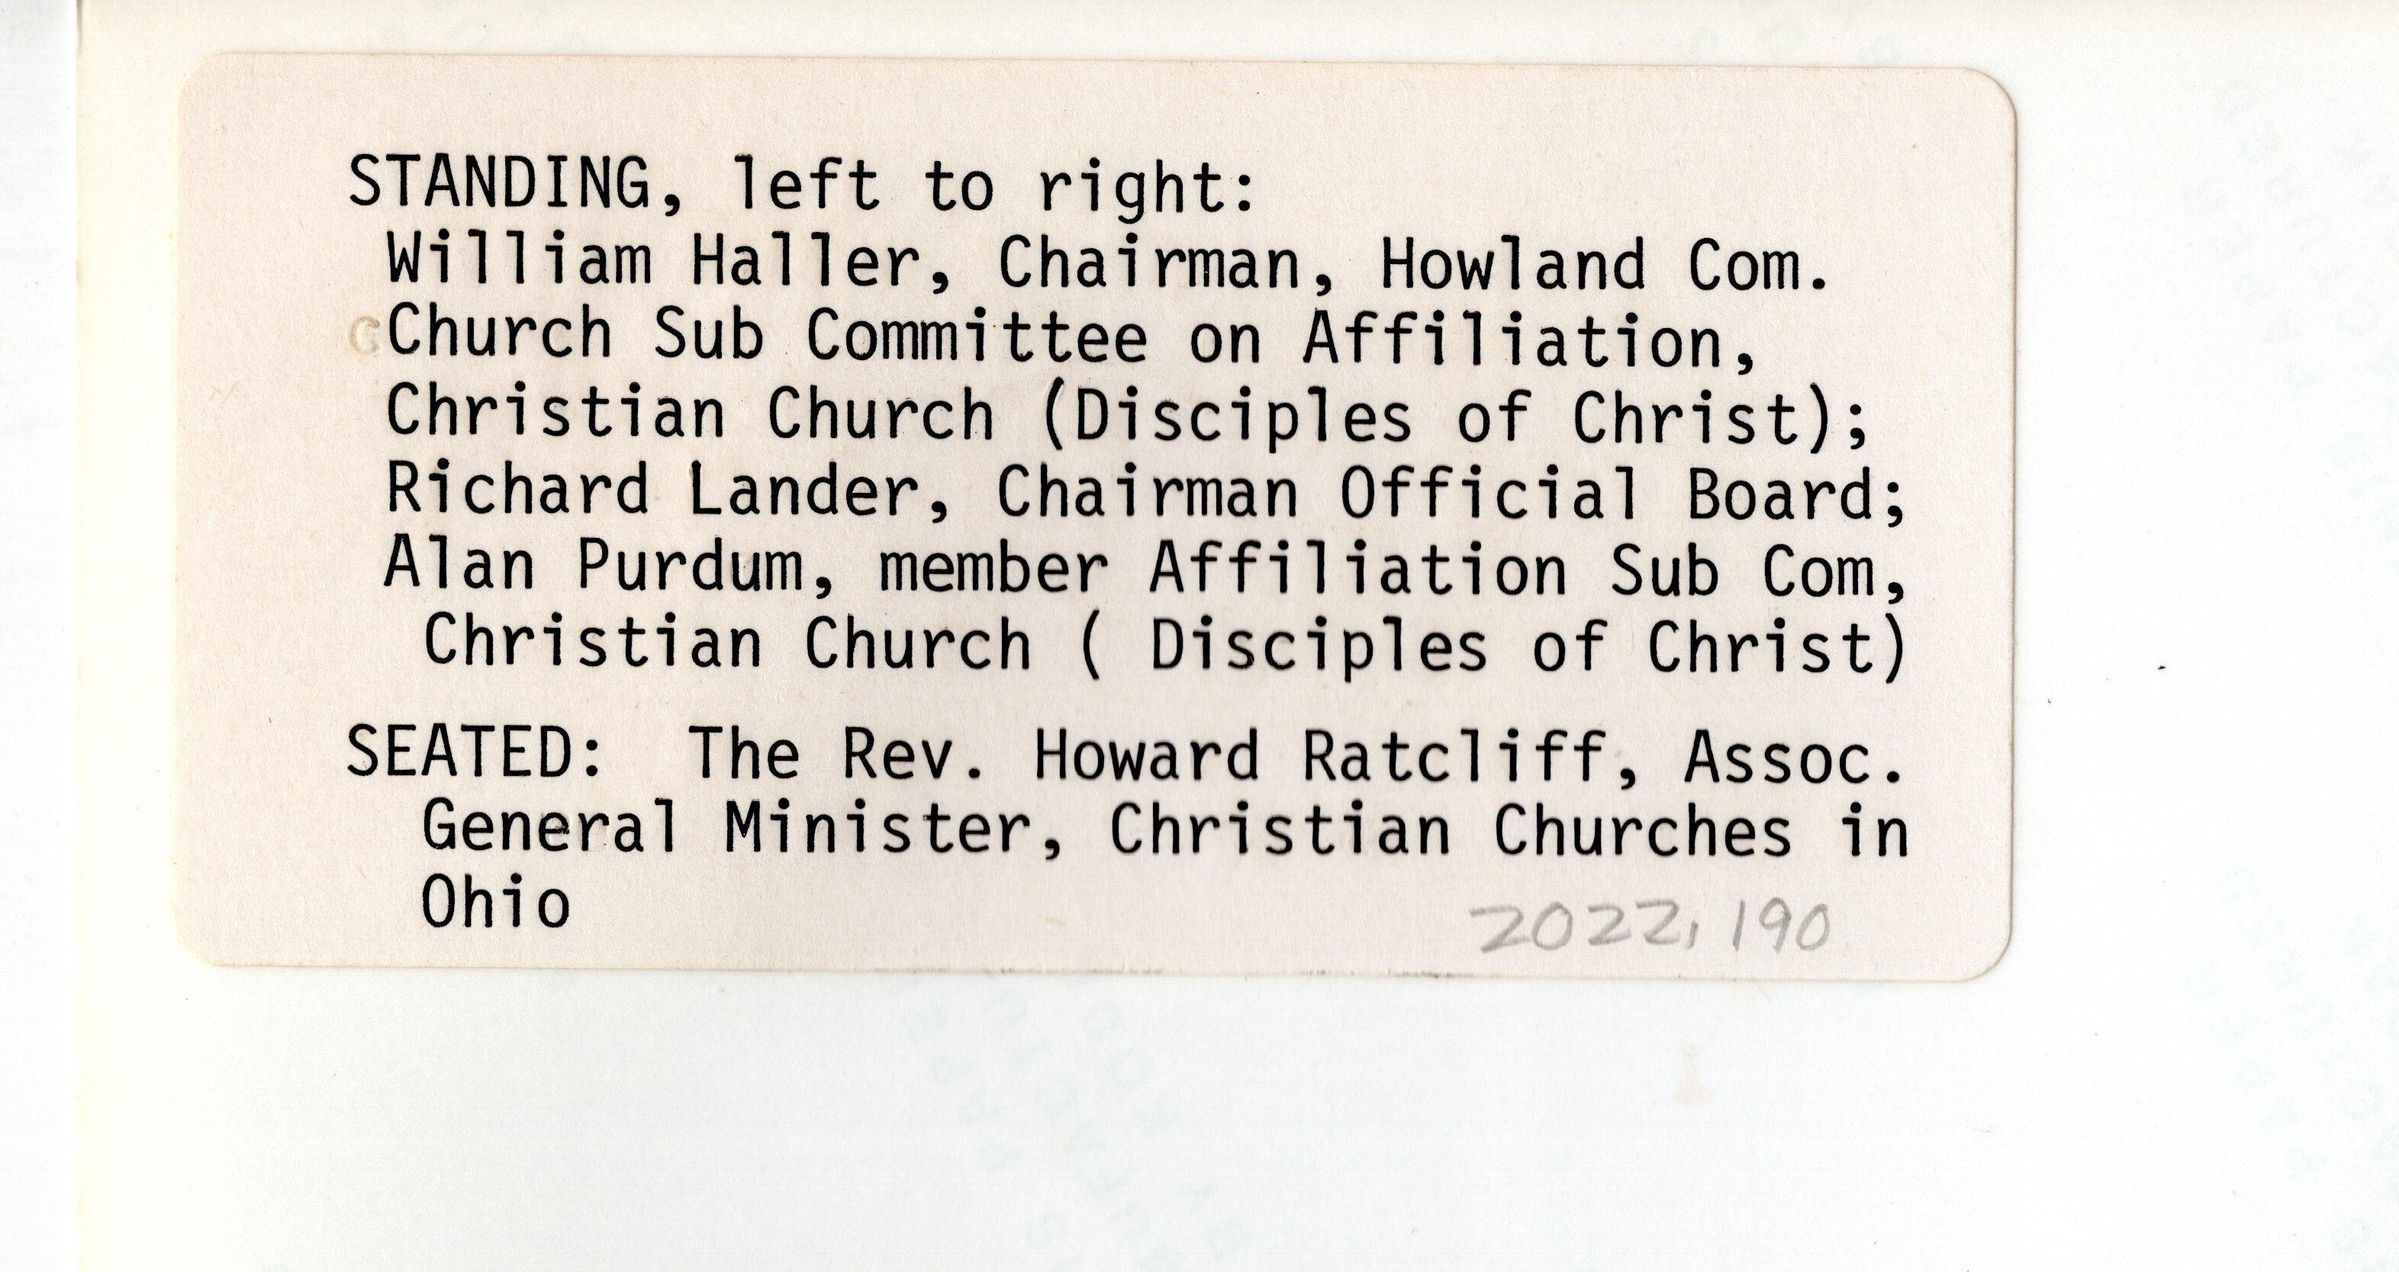 STANDING, left to right:
William Haller, Chairman, Howland Com.
Church Sub Committee on Affiliation,
Christian Church (Disciples of Christ);
Richard Lander, Chairman Official Board;
Alan Purdum, member Affiliation Sub Com,
Christian Church ( Disciples of Christ)
SEATED: The Rev. Howard Ratcliff, Assoc.
General Minister, Christian Churches in
Ohio
2022, 190